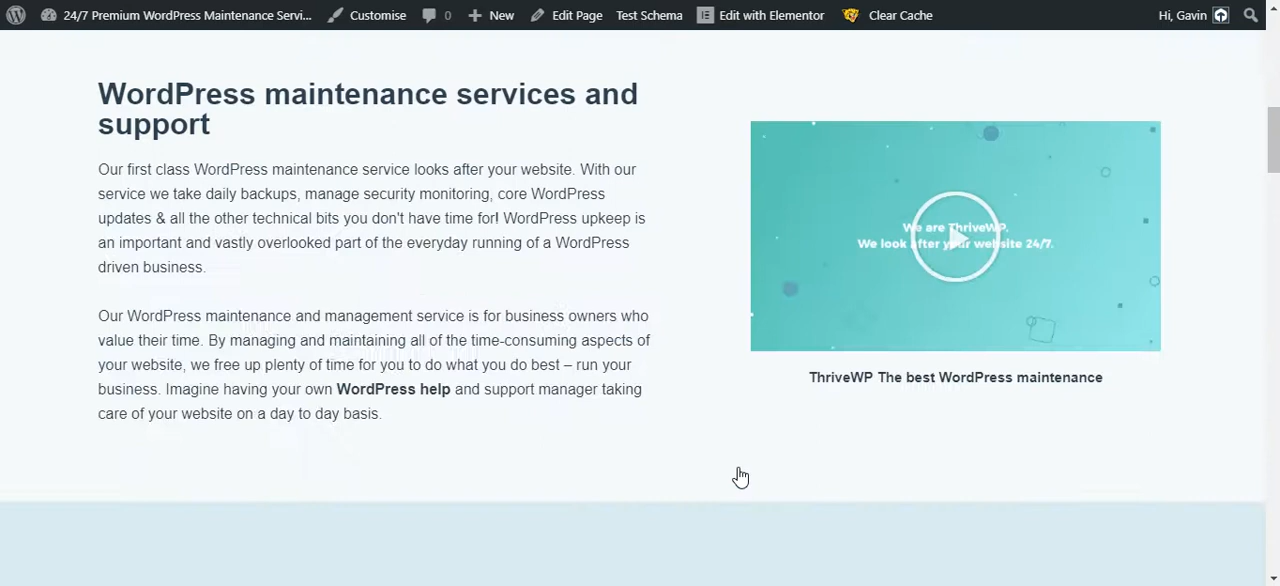 24/7 Premium WordPress Maintenance Servi... Customise 0 New Edit Page Test Schema Edit with Elementor Clear Cache Hi, Gavin
WordPress maintenance services and
support
Our first class WordPress maintenance service looks after your website. With our
service we take daily backups, manage security monitoring, core WordPress
updates & all the other technical bits you don't have time for! WordPress upkeep is
an important and vastly overlooked part of the everyday running of a WordPress
driven business.
Our WordPress maintenance and management service is for business owners who
value their time. By managing and maintaining all of the time-consuming aspects of
your website, we free up plenty of time for you to do what you do best – run your
business. Imagine having your own WordPress help and support manager taking
care of your website on a day to day basis.
We are ThriveWP.
We look after your website 24/7.
ThriveWP The best WordPress maintenance